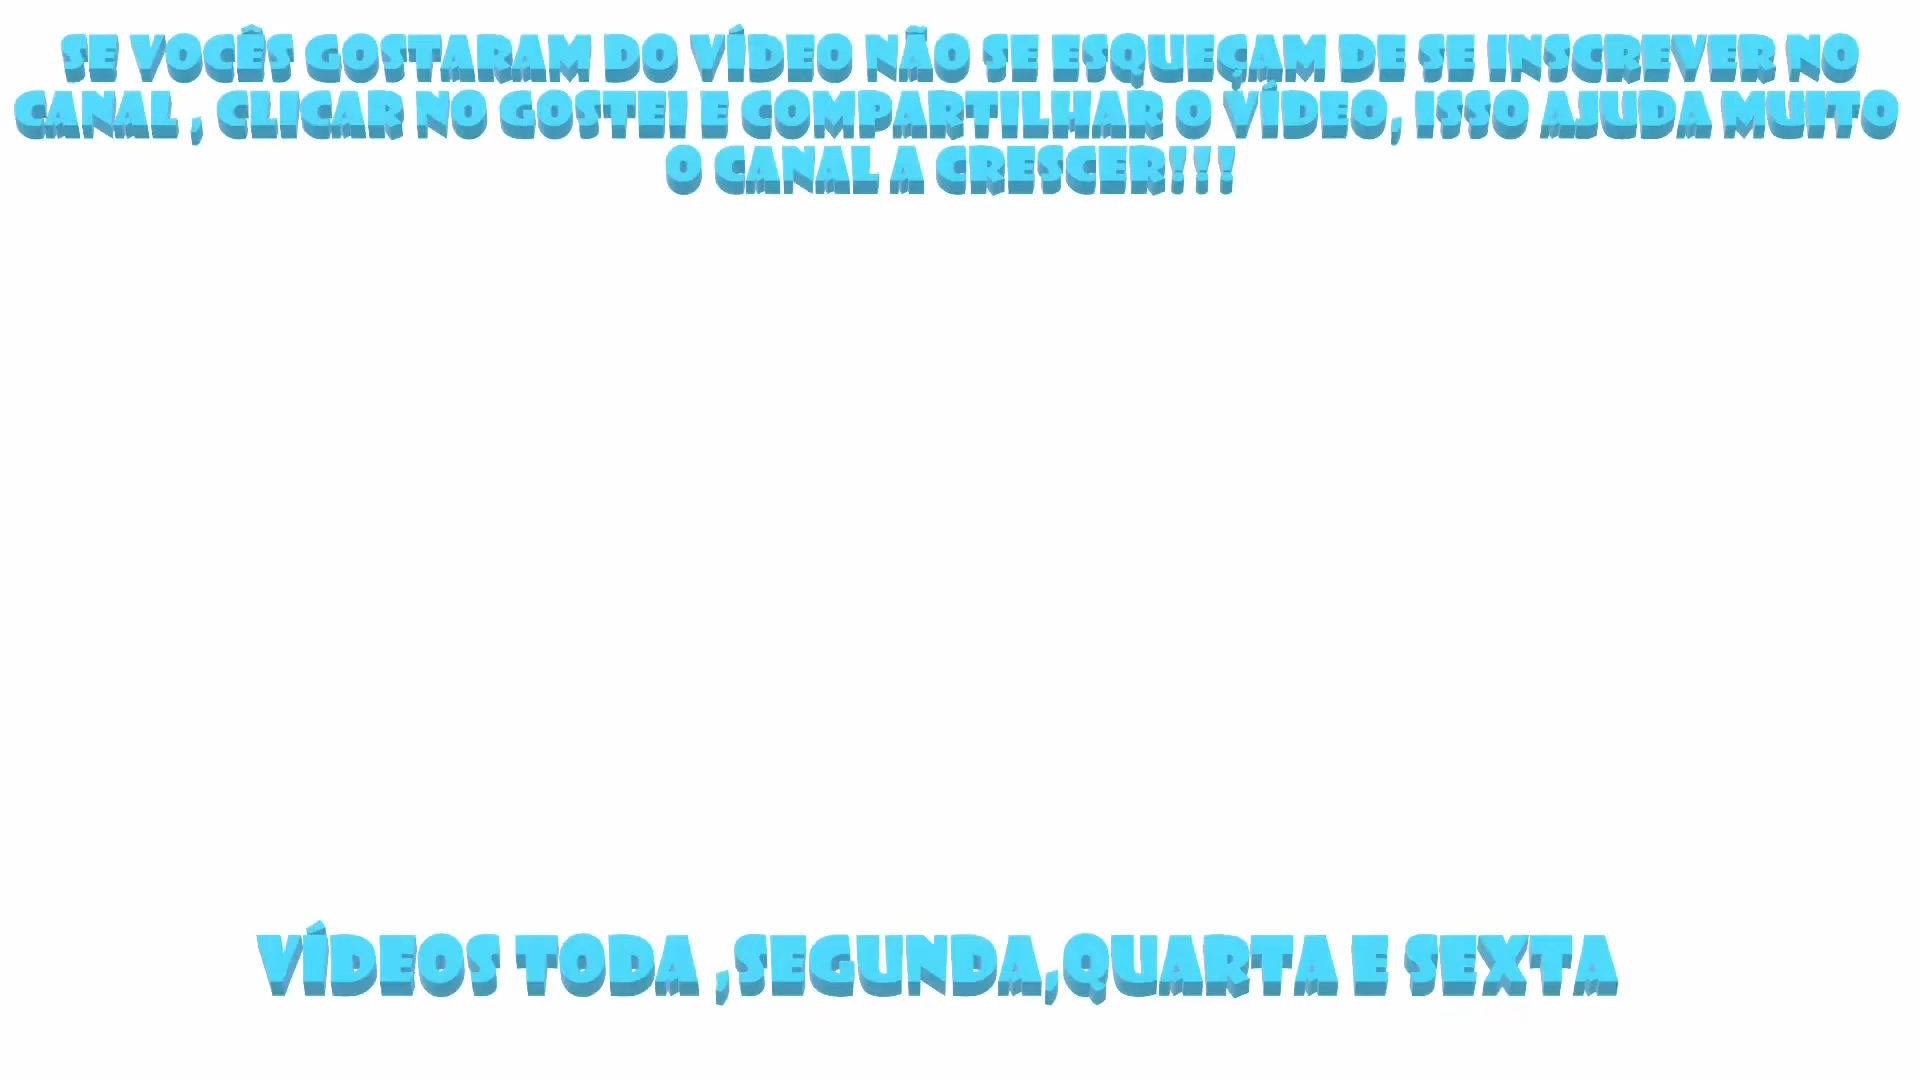 SE VOCÊS GOSTARAM DO VÍDEO NÃO SE ESQUEÇAM DE SE INSCREVER NO
CANAL , CLICAR NO GOSTEI E COMPARTILHAR O VÍDEO, ISSO AJUDA MUITO
O CANAL A CRESCER!!!
VÍDEOS TODA ,SEGUNDA,QUARTA E SEXTA